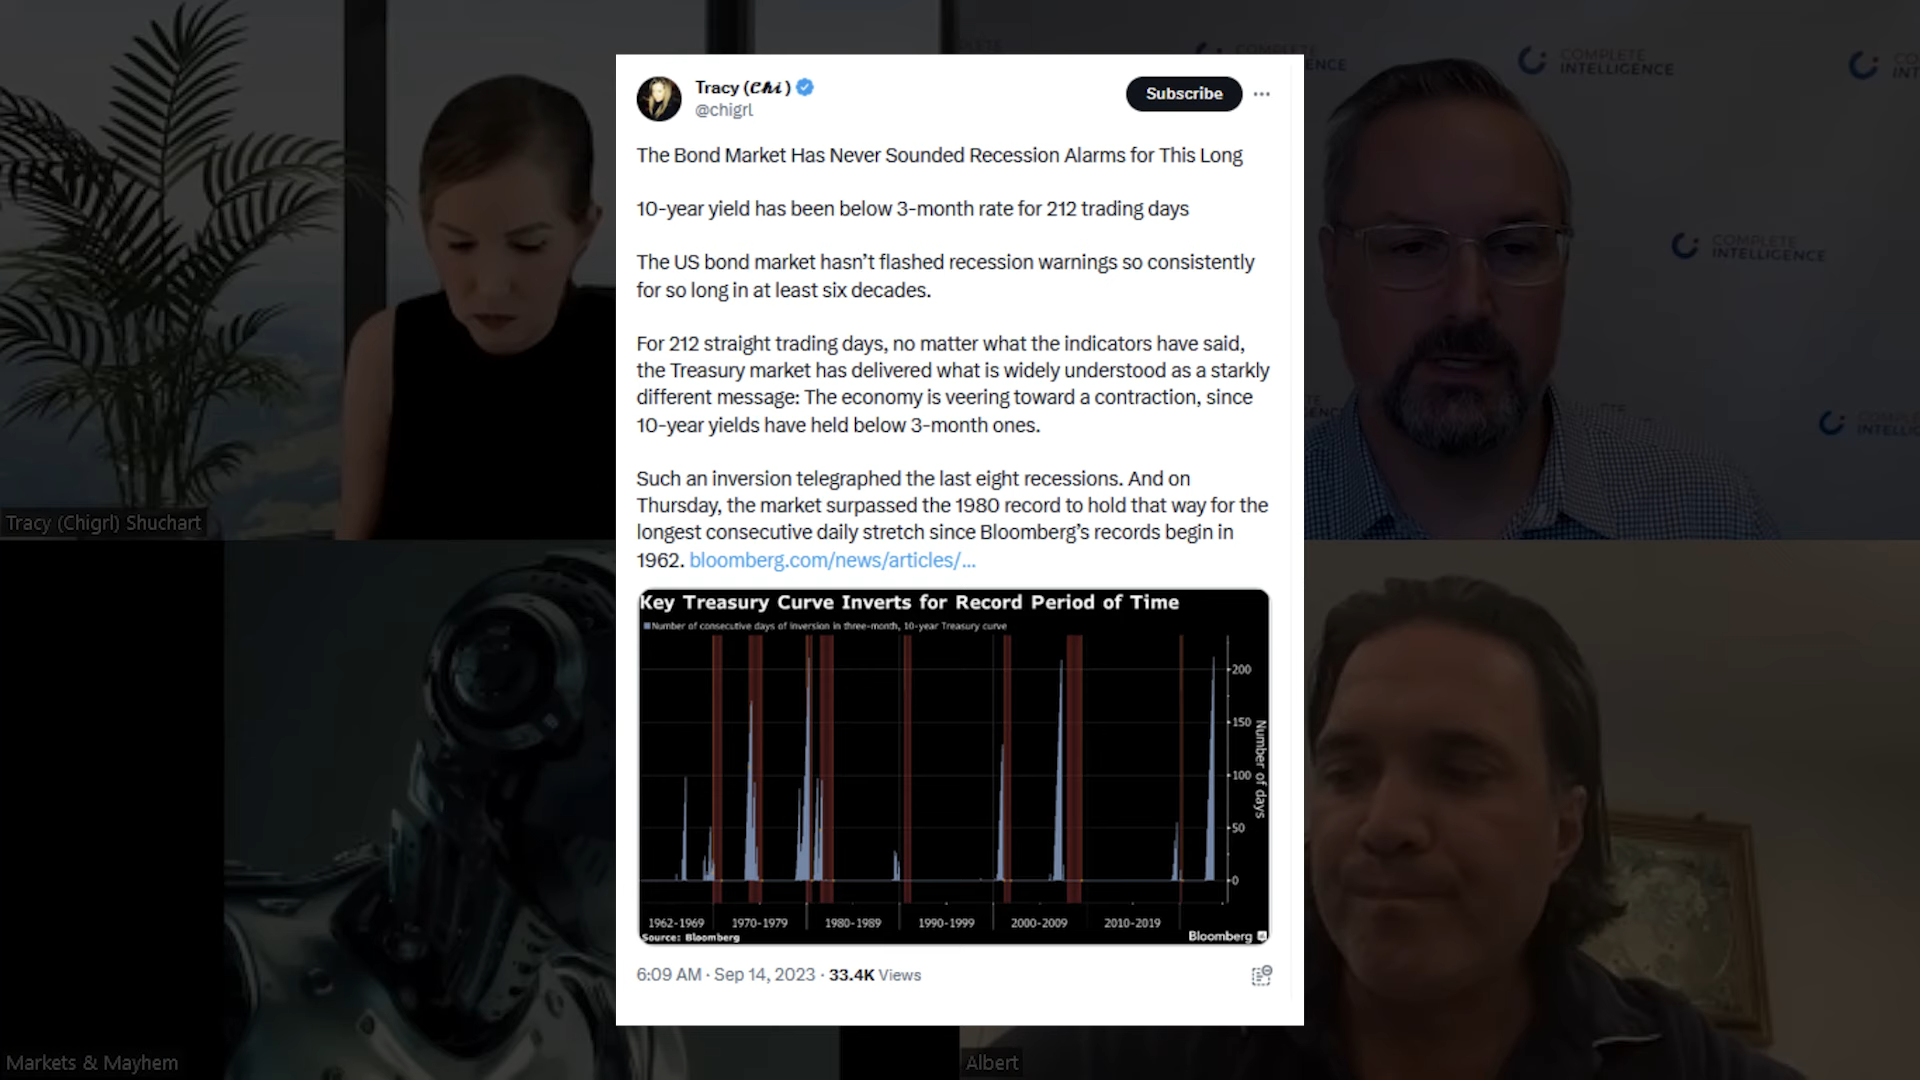 Tracy (Chi)
@chigrl
Subscribe
The Bond Market Has Never Sounded Recession Alarms for This Long
10-year yield has been below 3-month rate for 212 trading days
The US bond market hasn't flashed recession warnings so consistently
for so long in at least six decades.
For 212 straight trading days, no matter what the indicators have said,
the Treasury market has delivered what is widely understood as a starkly
different message: The economy is veering toward a contraction, since
10-year yields have held below 3-month ones.
Such an inversion telegraphed the last eight recessions. And on
Thursday, the market surpassed the 1980 record to hold that way for the
longest consecutive daily stretch since Bloomberg's records begin in
1962. bloomberg.com/news/articles/...
Key Treasury Curve Inverts for Record Period of Time
Number of consecutive days of inversion in three-month, 10-year Treasury curve
200
150
100
50
0
Number of days
1962-1969 1970-1979 1980-1989 1990-1999 2000-2009 2010-2019
Source: Bloomberg
Bloomberg
6:09 AM · Sep 14, 2023 · 33.4K Views
COMPLETE
INTELLIGENCE
COMPLETE
INTELLIGENCE
Tracy (Chigrl) Shuchart
Markets & Mayhem
Albert